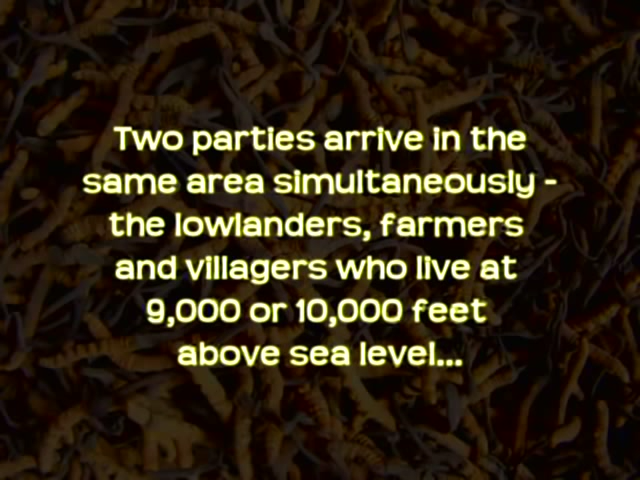 Two parties arrive in the
same area simultaneously -
the lowlanders, farmers
and villagers who live at
9,000 or 10,000 feet
above sea level...